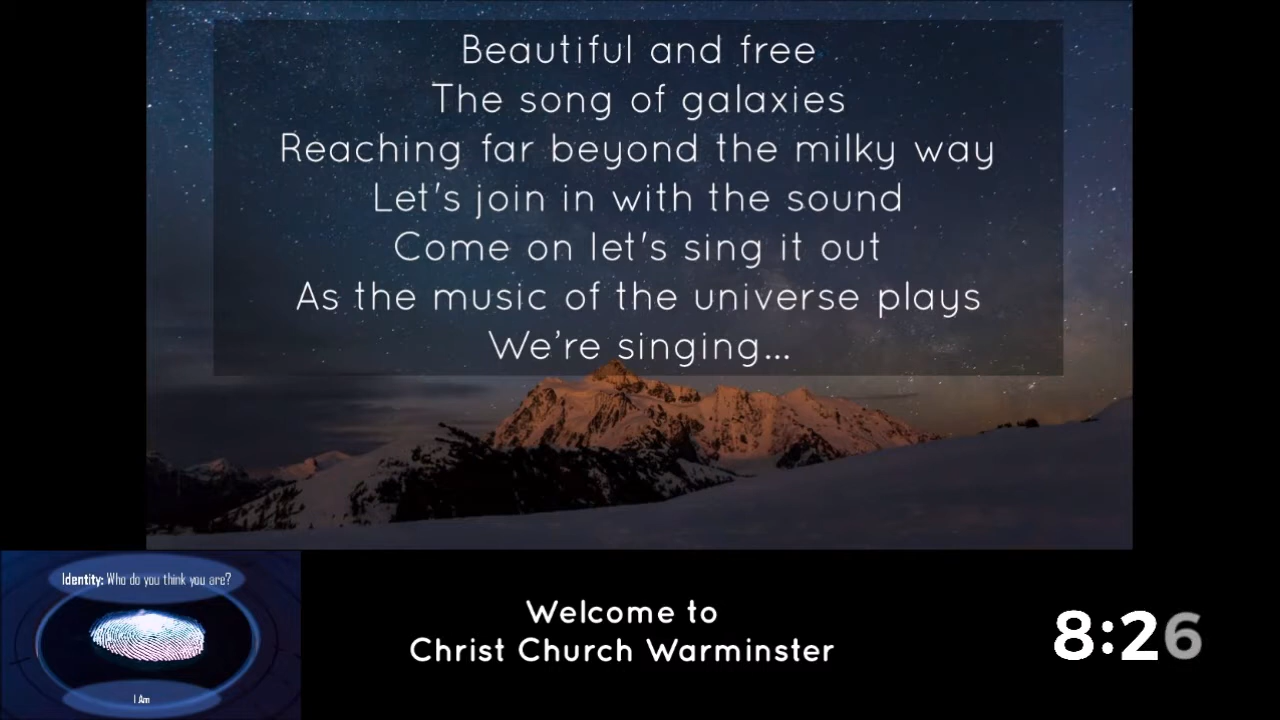 Beautiful and free
The song of galaxies
Reaching far beyond the milky way
Let's join in with the sound
Come on let's sing it out
As the music of the universe plays
We’re singing...
Identity: Who do you think you are?
I Am
Welcome to
Christ Church Warminster
8:26